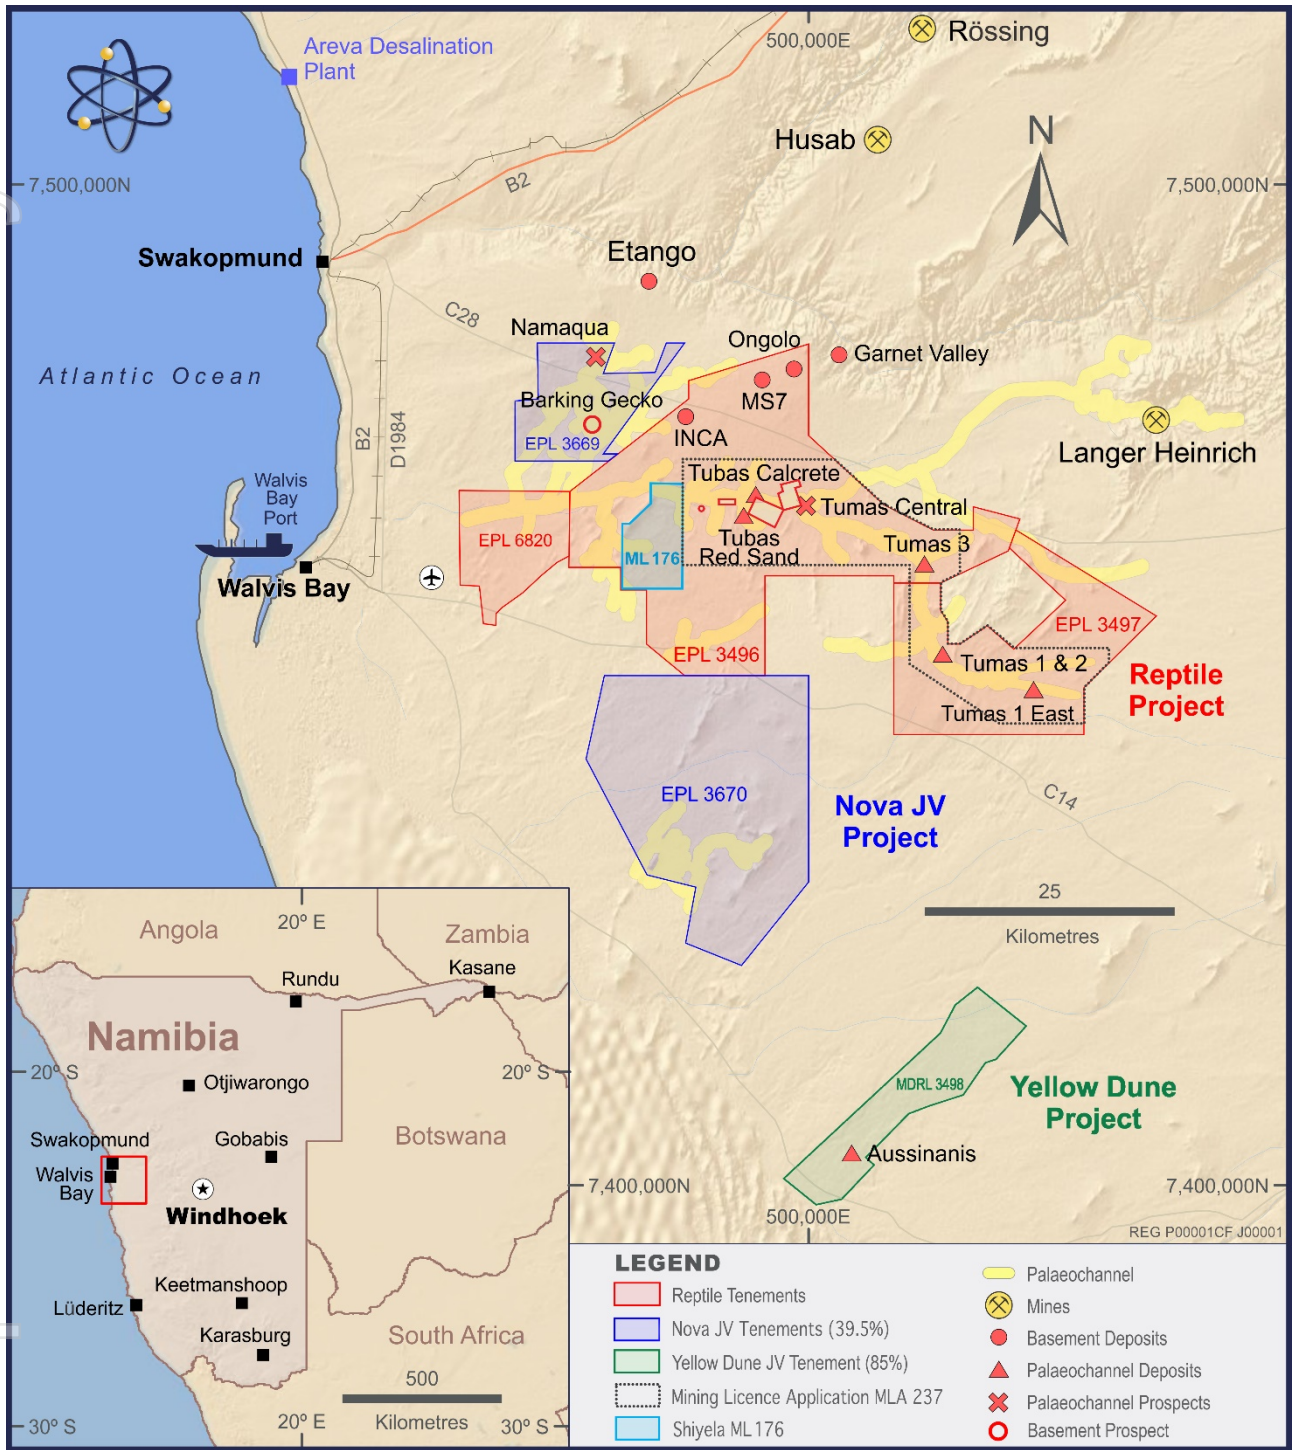 Areva Desalination
Plant
500,000E
Rössing
Husab
N
7,500,000N
7,500,000N
B2
Swakopmund
Etango
C28
Namaqua
Ongolo
Garnet Valley
Atlantic Ocean
MS7
Barking Gecko
B2
D1984
INCA
EPL 3669
Langer Heinrich
Tubas Calcrete
Walvis
Bay
Port
Tumas Central
Tubas
Red Sand
EPL 6820
ML 176
Tumas 3
Walvis Bay
EPL 3497
EPL 3496
Tumas 1 & 2
Reptile
Project
Tumas 1 East
EPL 3670
Nova JV
Project
C14
25
Kilometres
MDRL 3498
Yellow Dune
Project
Aussinanis
7,400,000N
7,400,000N
500,000E
REG P00001CF J00001
Angola
20° E
Zambia
Kasane
Rundu
Namibia
20° S
20° S
Otjiwarongo
Swakopmund
Gobabis
Botswana
Walvis
Bay
Windhoek
Keetmanshoop
Lüderitz
Karasburg
South Africa
500
Kilometres
30° S
20° E
30° S
LEGEND
Reptile Tenements
Nova JV Tenements (39.5%)
Yellow Dune JV Tenement (85%)
Mining Licence Application MLA 237
Shiyela ML 176
Palaeochannel
Mines
Basement Deposits
Palaeochannel Deposits
Palaeochannel Prospects
Basement Prospect